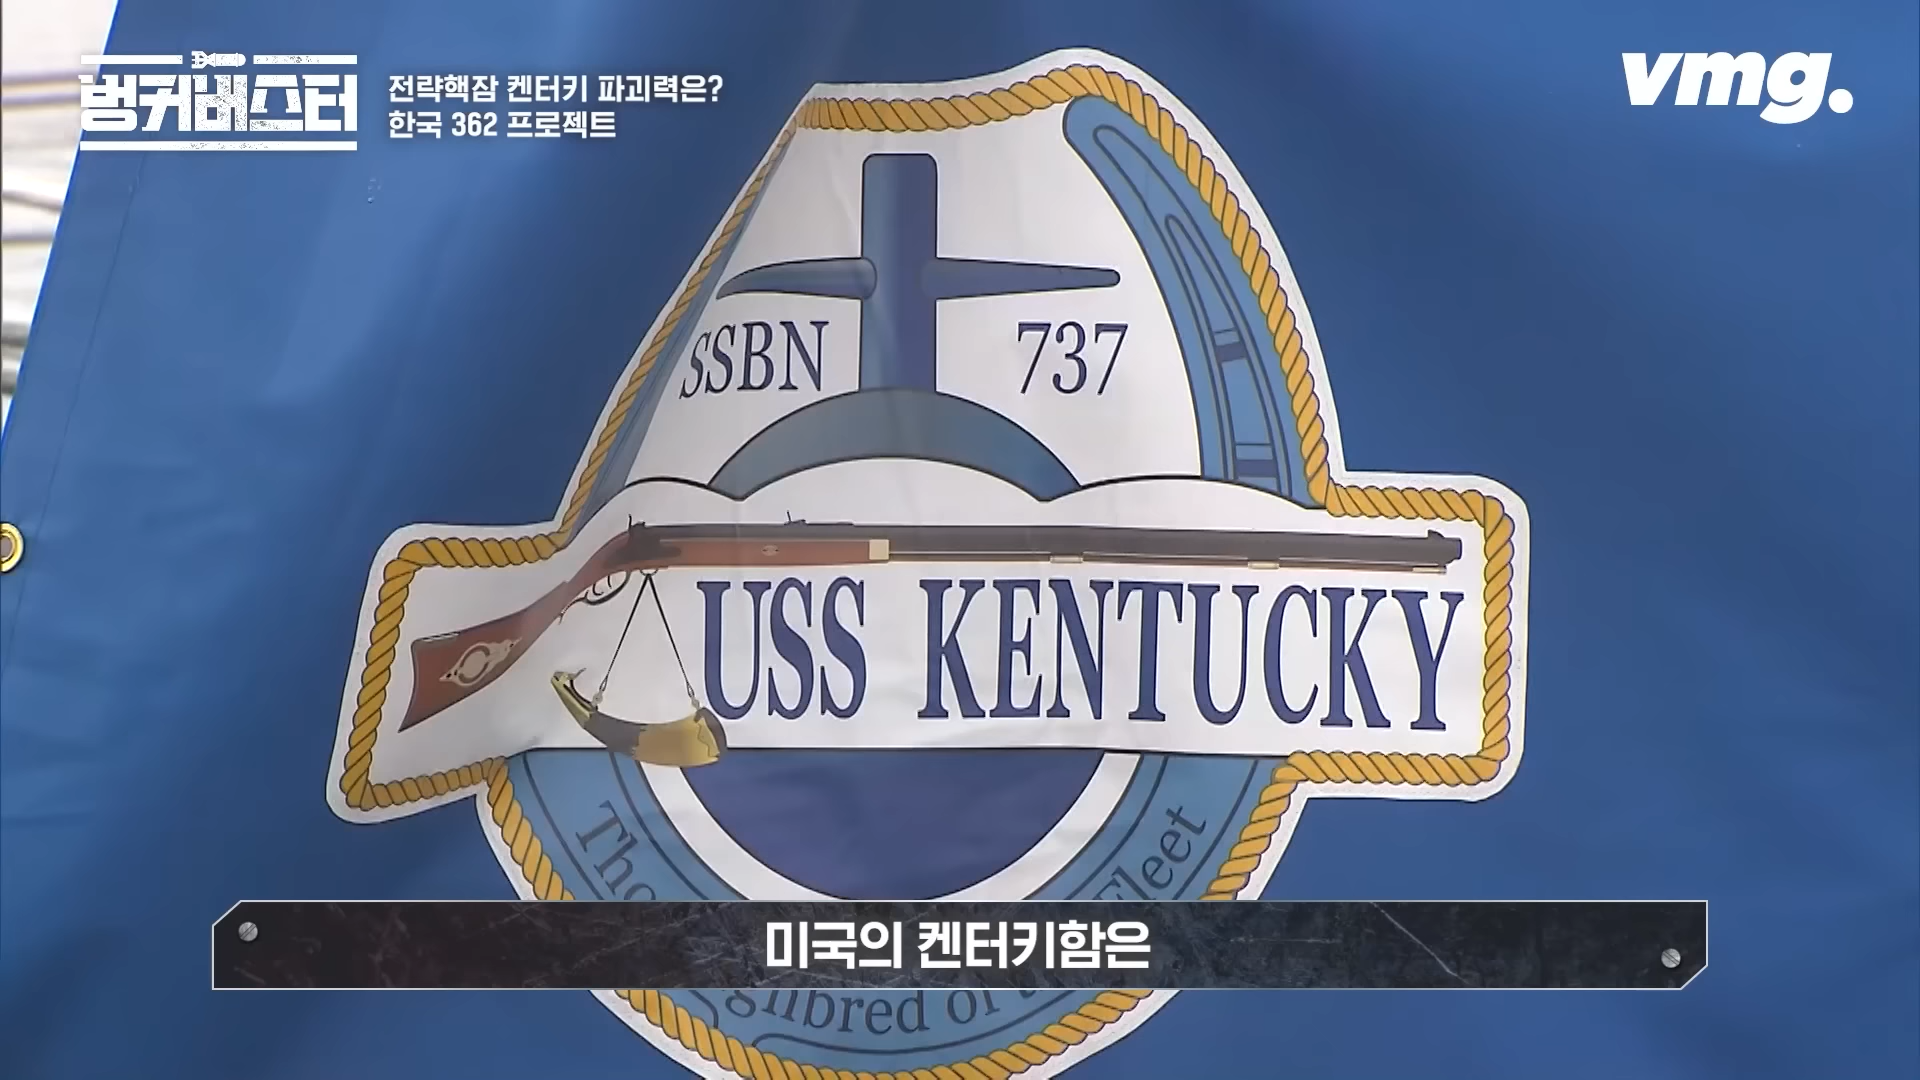 벙커버스터
전략핵잠 켄터키 파괴력은?
한국 362 프로젝트
vmg.
SSBN 737
USS KENTUCKY
Fleet
미국의 켄터키함은